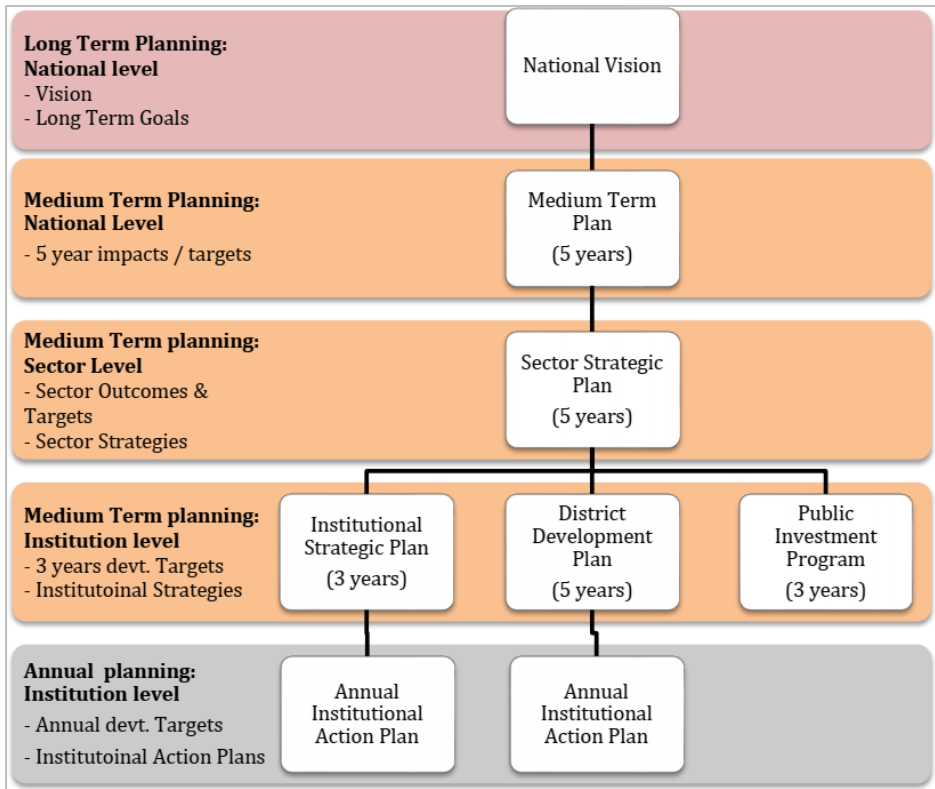 Long Term Planning:
National level
- Vision
- Long Term Goals
National Vision
Medium Term Planning:
National Level
- 5 year impacts / targets
Medium Term
Plan
(5 years)
Medium Term planning:
Sector Level
- Sector Outcomes &
Targets
- Sector Strategies
Sector Strategic
Plan
(5 years)
Medium Term planning:
Institution level
- 3 years devt. Targets
- Institutoinal Strategies
Institutional
Strategic Plan
(3 years)
District
Development
Plan
(5 years)
Public
Investment
Program
(3 years)
Annual planning:
Institution level
- Annual devt. Targets
- Institutoinal Action Plans
Annual
Institutional
Action Plan
Annual
Institutional
Action Plan